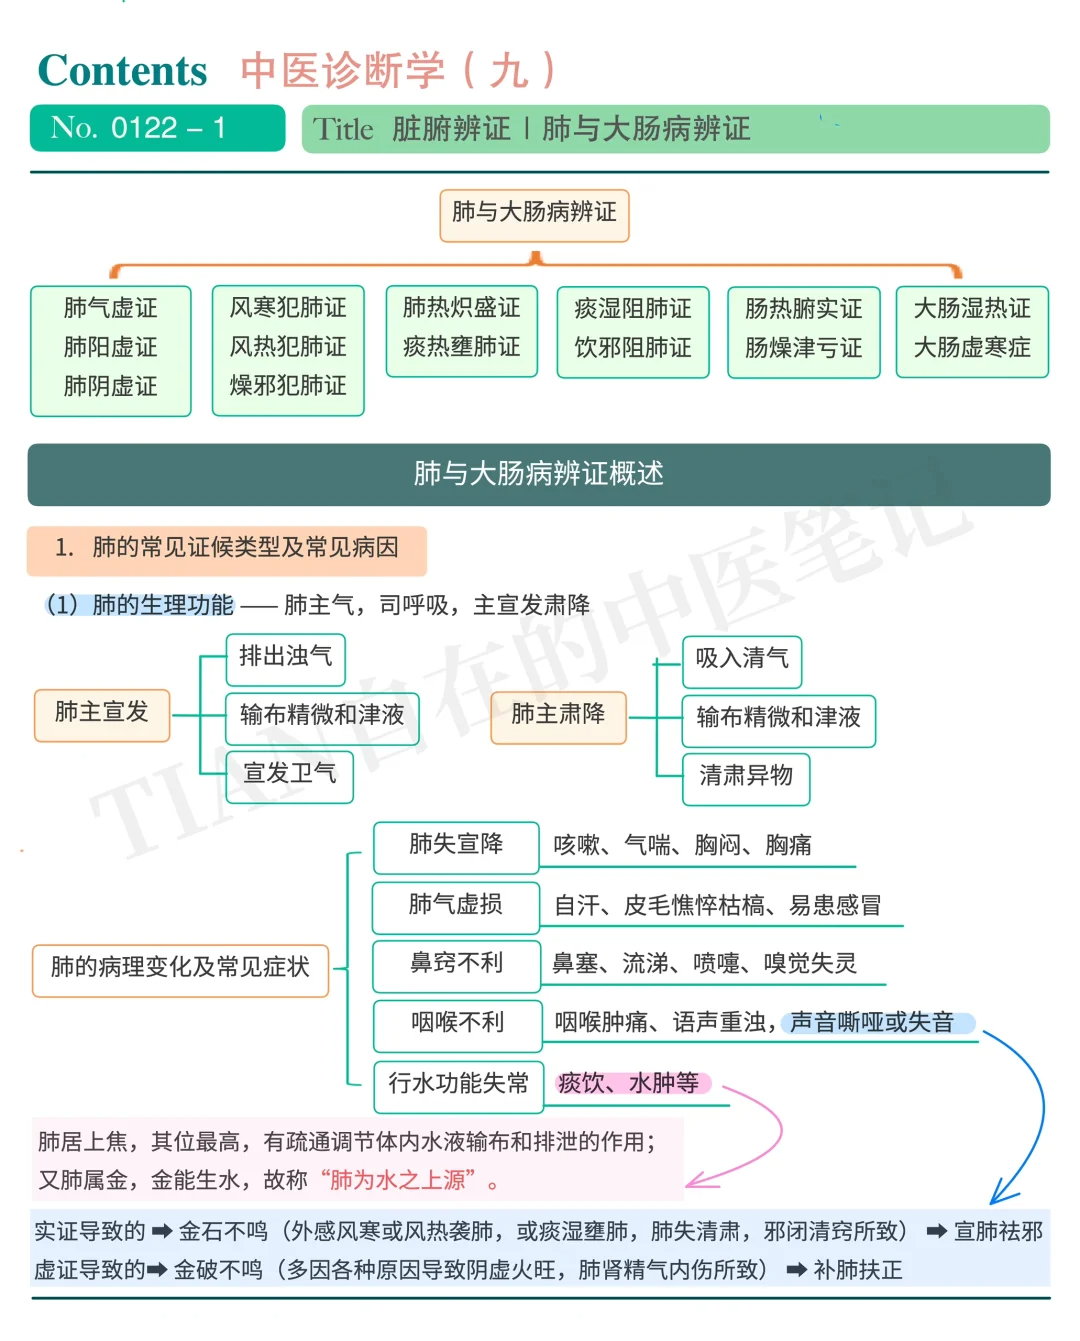 Contents 中医诊断学（九）
No. 0122 – 1
Title 脏腑辨证 | 肺与大肠病辨证
肺与大肠病辨证
肺气虚证
肺阳虚证
肺阴虚证
风寒犯肺证
风热犯肺证
燥邪犯肺证
肺热炽盛证
痰热壅肺证
痰湿阻肺证
饮邪阻肺证
肠热腑实证
肠燥津亏证
大肠湿热证
大肠虚寒症
肺与大肠病辨证概述
1. 肺的常见证候类型及常见病因
（1）肺的生理功能 —— 肺主气，司呼吸，主宣发肃降
肺主宣发
排出浊气
输布精微和津液
宣发卫气
肺主肃降
吸入清气
输布精微和津液
清肃异物
肺的病理变化及常见症状
肺失宣降 咳嗽、气喘、胸闷、胸痛
肺气虚损 自汗、皮毛憔悴枯槁、易患感冒
鼻窍不利 鼻塞、流涕、喷嚏、嗅觉失灵
咽喉不利 咽喉肿痛、语声重浊，声音嘶哑或失音
行水功能失常 痰饮、水肿等
肺居上焦，其位最高，有疏通调节体内水液输布和排泄的作用；
又肺属金，金能生水，故称“肺为水之上源”。
实证导致的 ➡ 金石不鸣（外感风寒或风热袭肺，或痰湿壅肺，肺失清肃，邪闭清窍所致） ➡ 宣肺祛邪
虚证导致的➡ 金破不鸣（多因各种原因导致阴虚火旺，肺肾精气内伤所致） ➡ 补肺扶正
TIAN自在的中医笔记